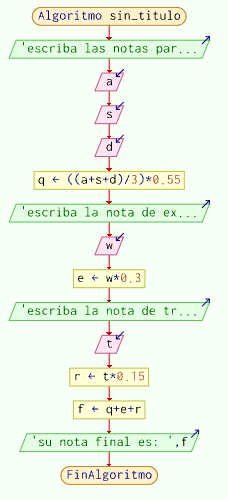 Algoritmo sin_titulo
'escriba las notas par...
a
s
d
q ← ((a+s+d)/3)*0.55
'escriba la nota de ex...
w
e ← w*0.3
'escriba la nota de tr...
t
r ← t*0.15
f ← q+e+r
'su nota final es: ',f
FinAlgoritmo